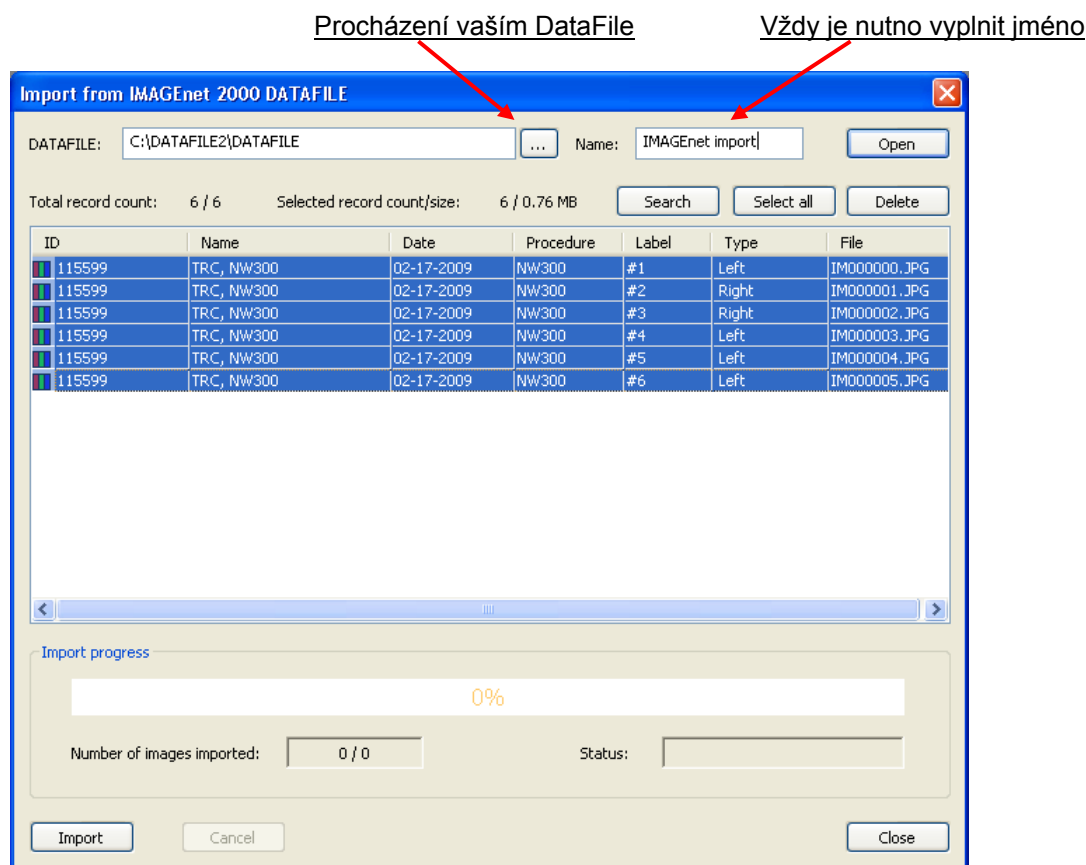 Procházení vaším DataFile Vždy je nutno vyplnit jméno
Import from IMAGEnet 2000 DATAFILE
DATAFILE: C:\DATAFILE2\DATAFILE ... Name: IMAGEnet import Open
Total record count: 6 / 6 Selected record count/size: 6 / 0.76 MB Search Select all Delete
ID Name Date Procedure Label Type File
115599 TRC, NW300 02-17-2009 NW300 #1 Left IM000000.JPG
115599 TRC, NW300 02-17-2009 NW300 #2 Right IM000001.JPG
115599 TRC, NW300 02-17-2009 NW300 #3 Right IM000002.JPG
115599 TRC, NW300 02-17-2009 NW300 #4 Left IM000003.JPG
115599 TRC, NW300 02-17-2009 NW300 #5 Left IM000004.JPG
115599 TRC, NW300 02-17-2009 NW300 #6 Left IM000005.JPG
Import progress
0%
Number of images imported: 0 / 0 Status:
Import Cancel Close